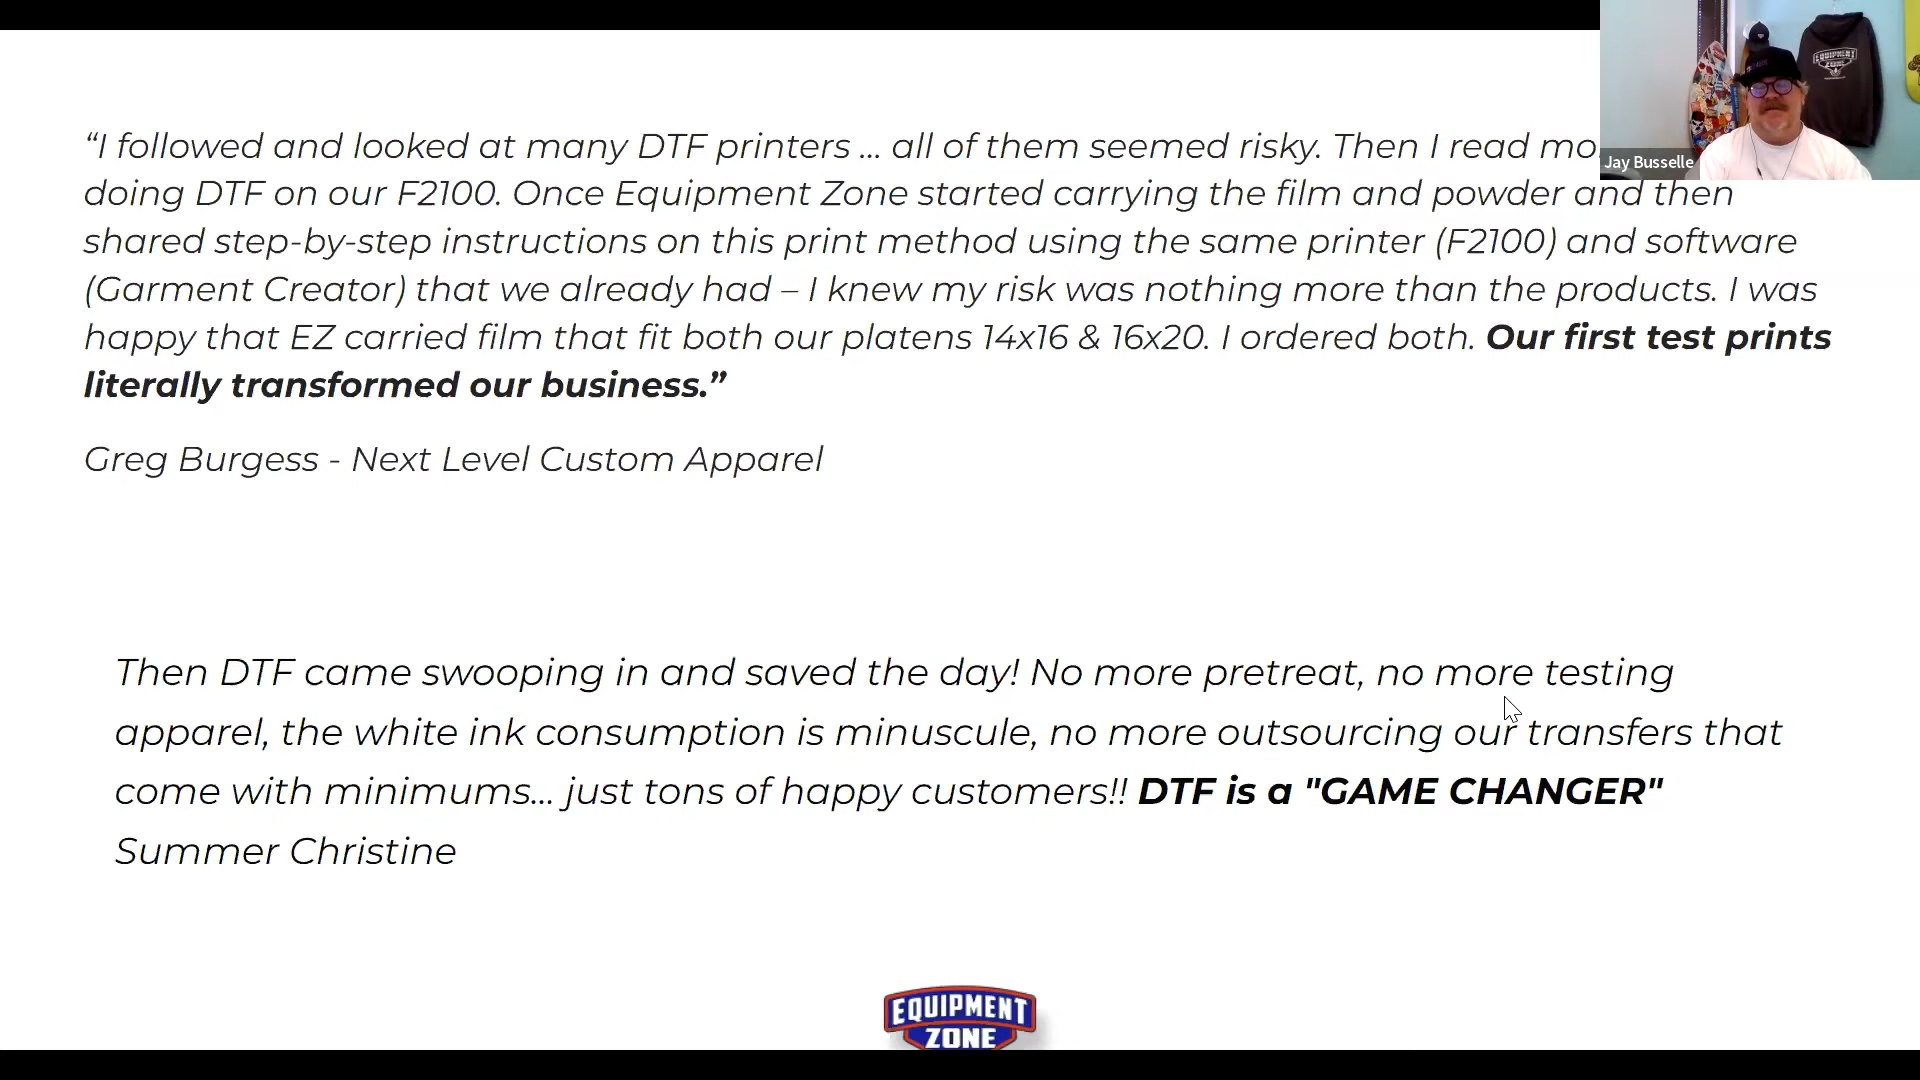 “I followed and looked at many DTF printers ... all of them seemed risky. Then I read
doing DTF on our F2100. Once Equipment Zone started carrying the film and powder and then
shared step-by-step instructions on this print method using the same printer (F2100) and software
(Garment Creator) that we already had – I knew my risk was nothing more than the products. I was
happy that EZ carried film that fit both our platens 14x16 & 16x20. I ordered both. Our first test prints
literally transformed our business.”
Greg Burgess - Next Level Custom Apparel
Then DTF came swooping in and saved the day! No more pretreat, no more testing
apparel, the white ink consumption is minuscule, no more outsourcing our transfers that
come with minimums... just tons of happy customers!! DTF is a "GAME CHANGER"
Summer Christine
EQUIPMENT
ZONE
Jay Busselle
EQUIPMENT
ZONE